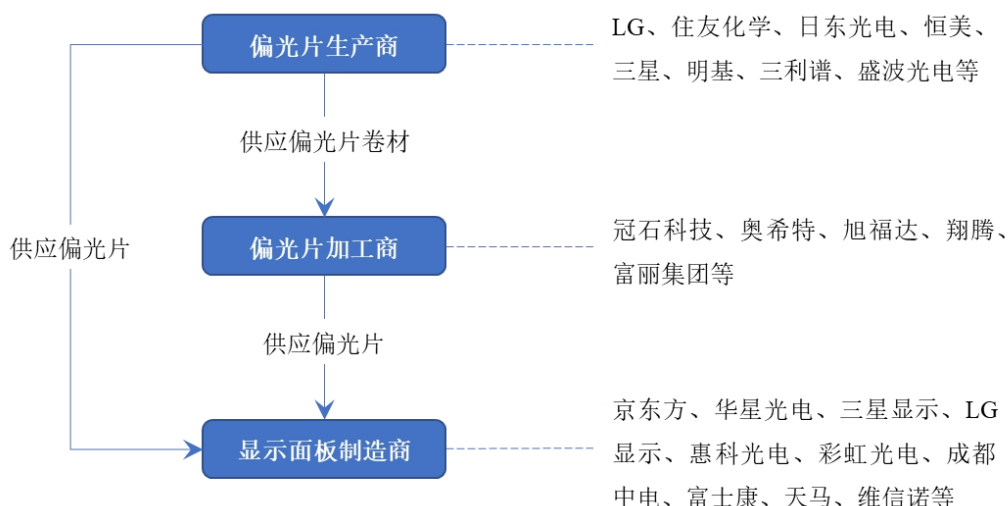 偏光片生产商
LG、住友化学、日东光电、恒美、
三星、明基、三利谱、盛波光电等
供应偏光片卷材
偏光片加工商
冠石科技、奥希特、旭福达、翔腾、
富丽集团等
供应偏光片
供应偏光片
显示面板制造商
京东方、华星光电、三星显示、LG
显示、惠科光电、彩虹光电、成都
中电、富士康、天马、维信诺等